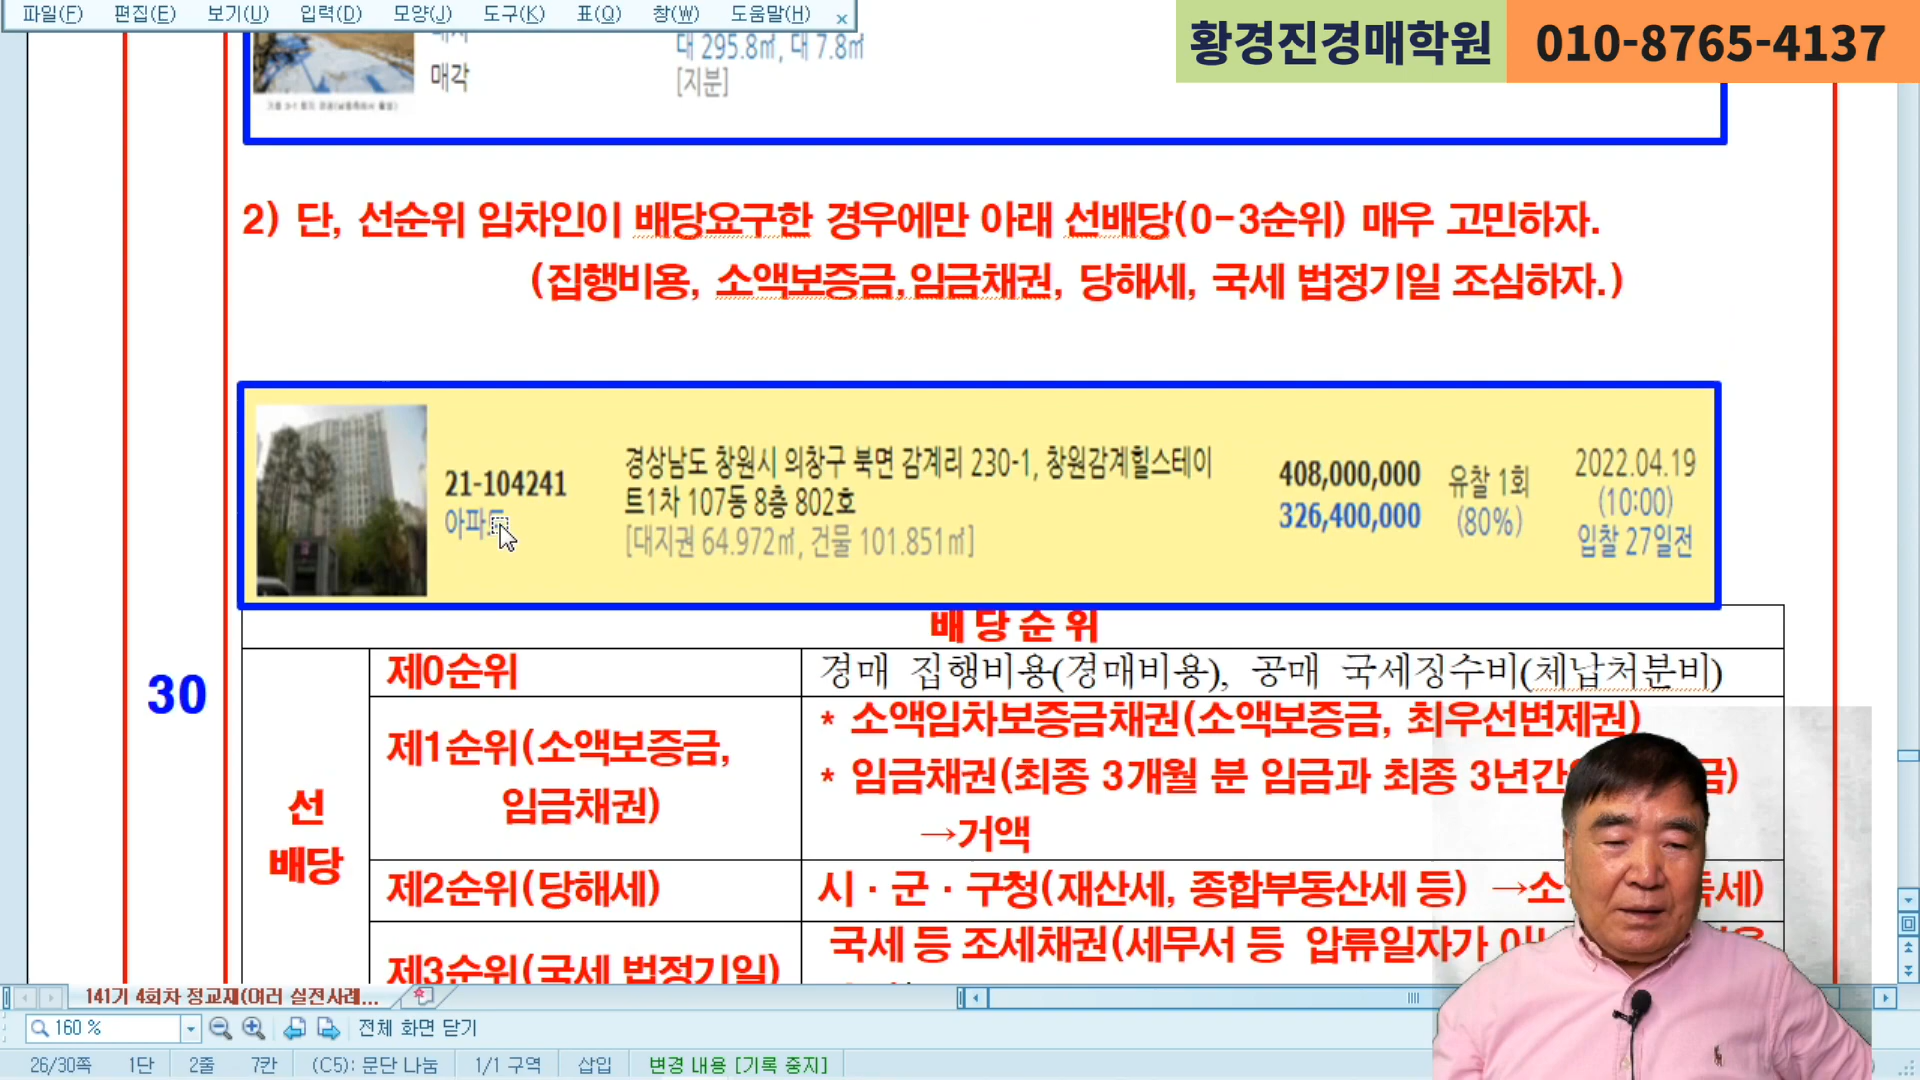 파일(F) 편집(E) 보기(U) 입력(D) 모양(J) 도구(K) 표(Q) 창(W) 도움말(H)
황경진경매학원 010-8765-4137
대 295.8㎡, 대 7.8㎡
매각 [지분]
2) 단, 선순위 임차인이 배당요구한 경우에만 아래 선배당(0-3순위) 매우 고민하자.
(집행비용, 소액보증금,임금채권, 당해세, 국세 법정기일 조심하자.)
21-104241
아파트
경상남도 창원시 의창구 북면 감계리 230-1, 창원감계힐스테이
트1차 107동 8층 802호
[대지권 64.972㎡, 건물 101.851㎡]
408,000,000
326,400,000
유찰 1회
(80%)
2022.04.19
(10:00)
입찰 27일전
배 당 순 위
30
선
배당
제0순위
경매 집행비용(경매비용), 공매 국세징수비(체납처분비)
제1순위(소액보증금,
임금채권)
* 소액임차보증금채권(소액보증금, 최우선변제권)
* 임금채권(최종 3개월 분 임금과 최종 3년간
→거액
제2순위(당해세)
시·군·구청(재산세, 종합부동산세 등) →소
제3순위(국세 법정기일)
국세 등 조세채권(세무서 등 압류일자가
141기 4회차 정교재(여러 실전사례...
160 %
전체 화면 닫기
26/30쪽 1단 2줄 7칸 (C5): 문단 나눔 1/1 구역 삽입 변경 내용 [기록 중지]